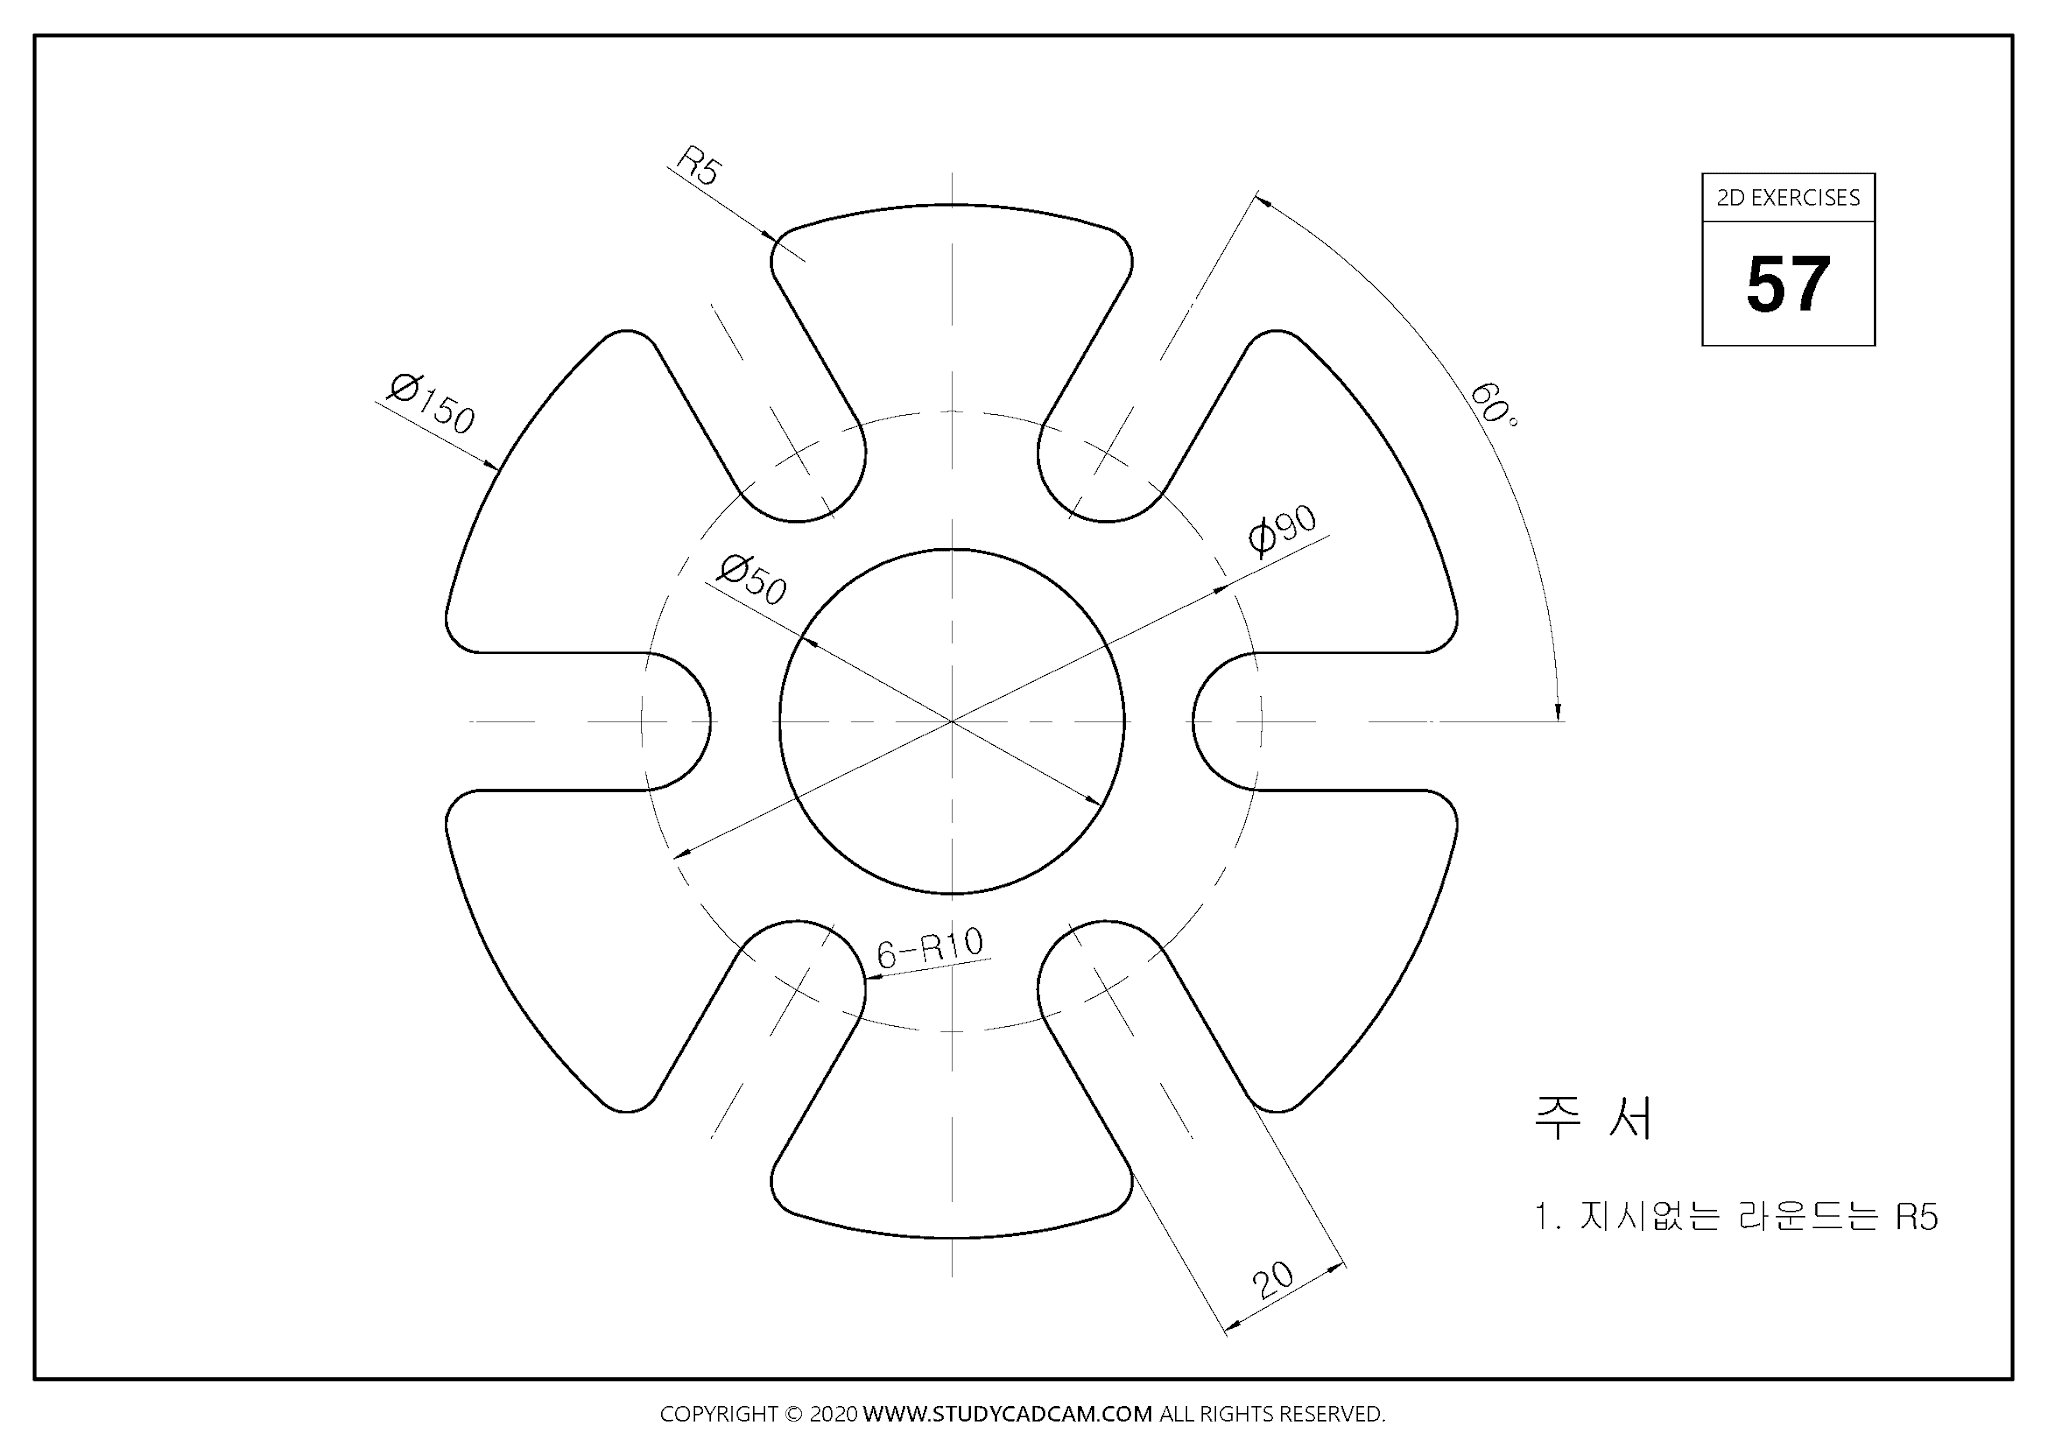 R5
2D EXERCISES
57
Ø150
60°
Ø90
Ø50
6-R10
주 서
1. 지시없는 라운드는 R5
20
COPYRIGHT © 2020 WWW.STUDYCADCAM.COM ALL RIGHTS RESERVED.